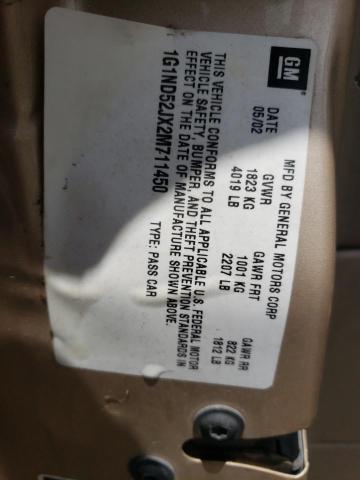 GM
MFD BY GENERAL MOTORS CORP
DATE GVWR GAWR FRT GAWR RR
05/02 1823 KG 1001 KG 822 KG
4019 LB 2207 LB 1812 LB
THIS VEHICLE CONFORMS TO ALL APPLICABLE U.S. FEDERAL MOTOR
VEHICLE SAFETY, BUMPER, AND THEFT PREVENTION STANDARDS IN
EFFECT ON THE DATE OF MANUFACTURE SHOWN ABOVE.
1G1ND52JX2M711450 TYPE: PASS CAR